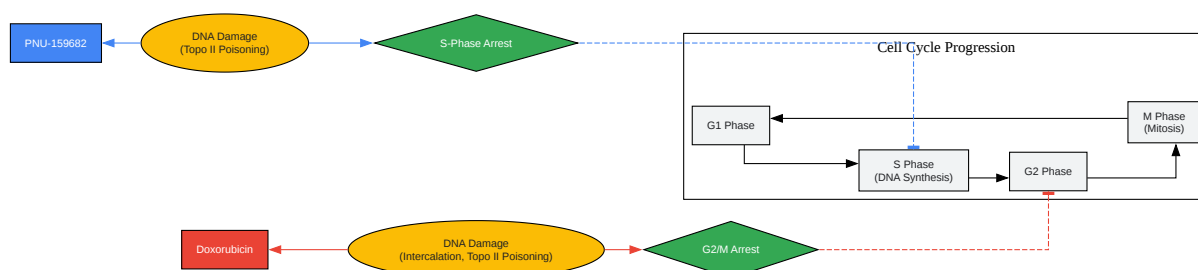 PNU-159682
DNA Damage
(Topo II Poisoning)
S-Phase Arrest
Cell Cycle Progression
G1 Phase
S Phase
(DNA Synthesis)
G2 Phase
M Phase
(Mitosis)
Doxorubicin
DNA Damage
(Intercalation, Topo II Poisoning)
G2/M Arrest